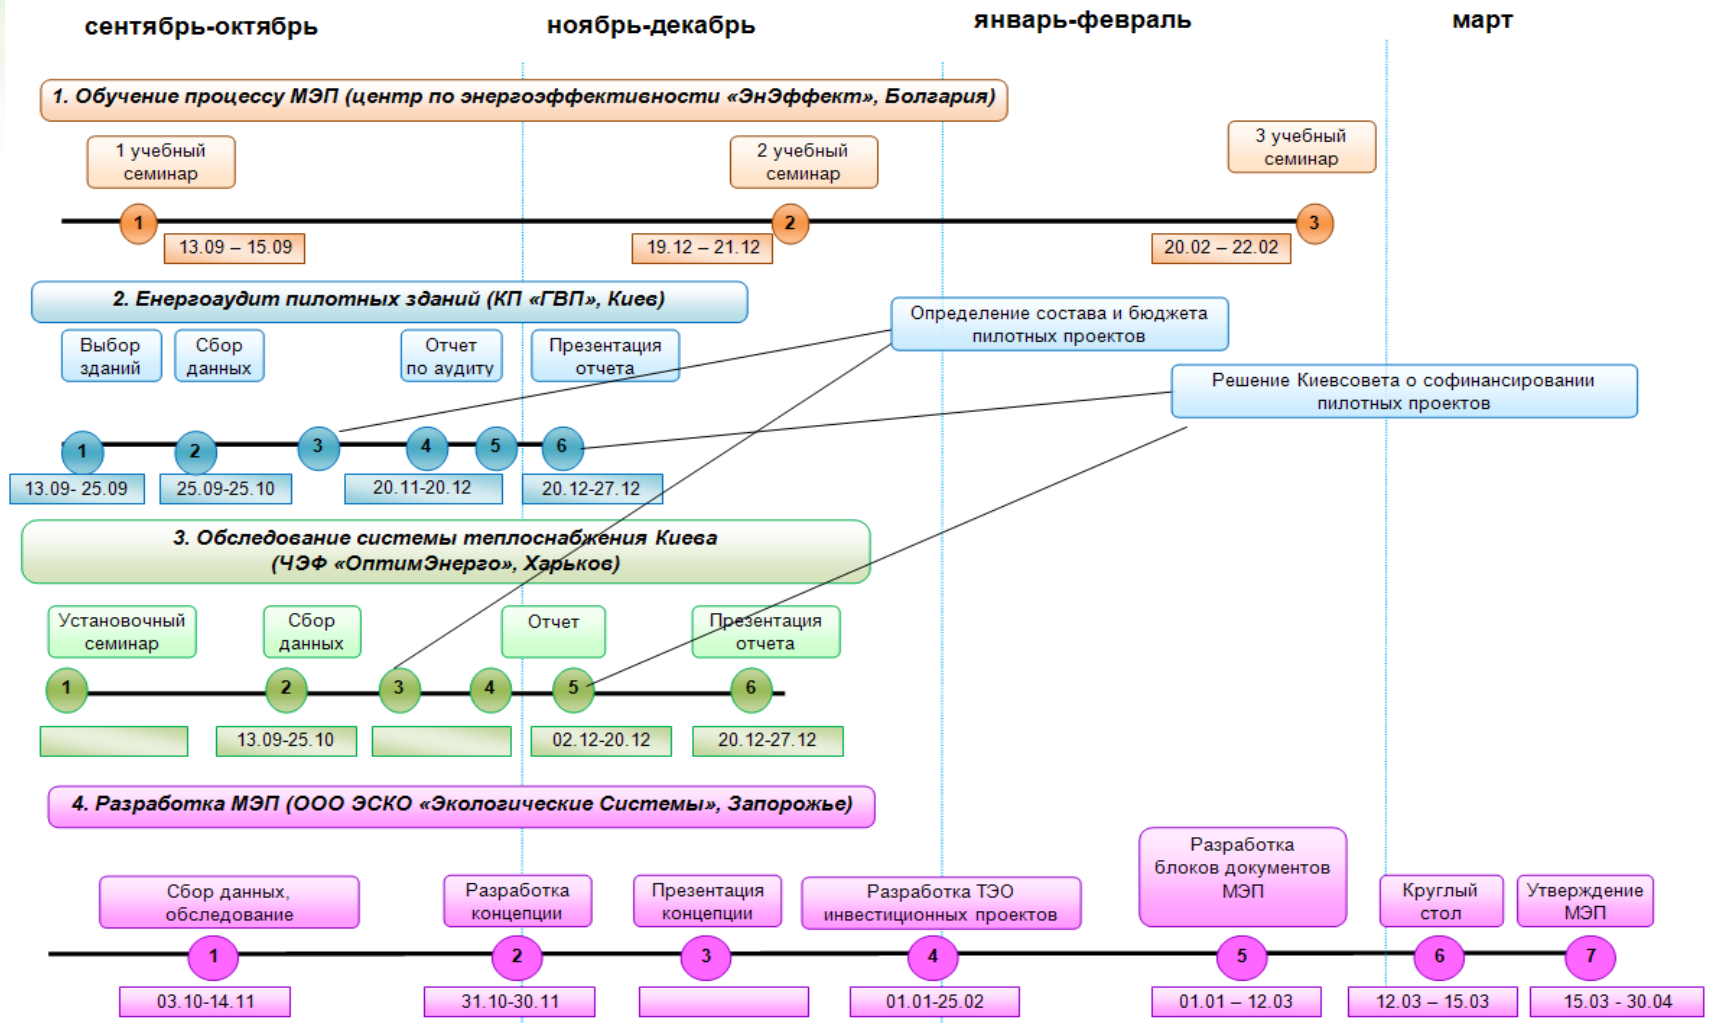 сентябрь-октябрь
ноябрь-декабрь
январь-февраль
март
1. Обучение процессу МЭП (центр по энергоэффективности «ЭнЭффект», Болгария)
1 учебный
семинар
2 учебный
семинар
3 учебный
семинар
1
2
3
13.09 – 15.09
19.12 – 21.12
20.02 – 22.02
2. Енергоаудит пилотных зданий (КП «ГВП», Киев)
Определение состава и бюджета
пилотных проектов
Выбор
зданий
Сбор
данных
Отчет
по аудиту
Презентация
отчета
Решение Киевсовета о софинансировании
пилотных проектов
1
2
3
4
5
6
13.09- 25.09
25.09-25.10
20.11-20.12
20.12-27.12
3. Обследование системы теплоснабжения Киева
(ЧЭФ «ОптимЭнерго», Харьков)
Установочный
семинар
Сбор
данных
Отчет
Презентация
отчета
1
2
3
4
5
6
13.09-25.10
02.12-20.12
20.12-27.12
4. Разработка МЭП (ООО ЭСКО «Экологические Системы», Запорожье)
Сбор данных,
обследование
Разработка
концепции
Презентация
концепции
Разработка ТЭО
инвестиционных проектов
Разработка
блоков документов
МЭП
Круглый
стол
Утверждение
МЭП
1
2
3
4
5
6
7
03.10-14.11
31.10-30.11
01.01-25.02
01.01 – 12.03
12.03 – 15.03
15.03 - 30.04